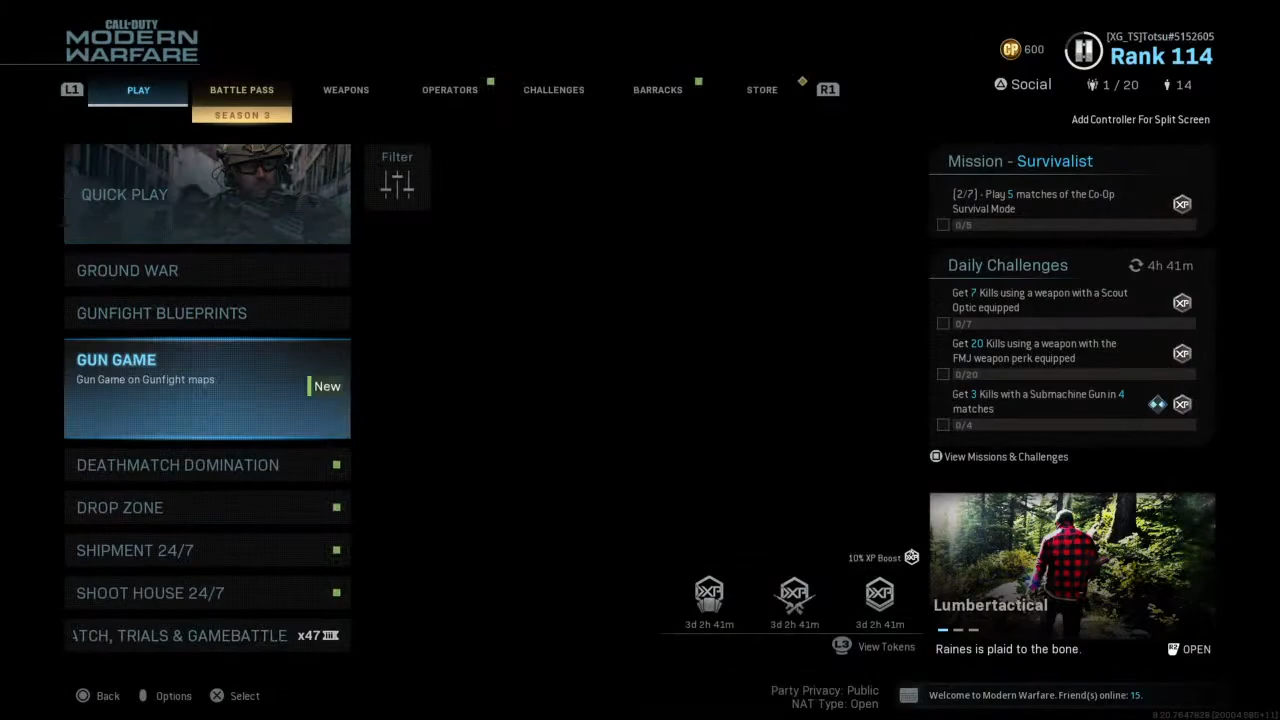 CALL·DUTY
MODERN
WARFARE
CP 600
[XG_TS]Totsu#5152605
Rank 114
L1
PLAY
BATTLE PASS
SEASON 3
WEAPONS
OPERATORS
CHALLENGES
BARRACKS
STORE
R1
Social
1 / 20
14
Add Controller For Split Screen
QUICK PLAY
Filter
GROUND WAR
GUNFIGHT BLUEPRINTS
GUN GAME
Gun Game on Gunfight maps.
New
DEATHMATCH DOMINATION
DROP ZONE
SHIPMENT 24/7
SHOOT HOUSE 24/7
ATCH, TRIALS & GAMEBATTLE x47
Mission - Survivalist
(2/7) - Play 5 matches of the Co-Op
Survival Mode
XP
0/5
Daily Challenges
4h 41m
Get 7 Kills using a weapon with a Scout
Optic equipped
XP
0/7
Get 20 Kills using a weapon with the
FMJ weapon perk equipped
XP
0/20
Get 3 Kills with a Submachine Gun in 4
matches
XP
0/4
View Missions & Challenges
10% XP Boost
3d 2h 41m
3d 2h 41m
3d 2h 41m
L3 View Tokens
Lumbertactical
Raines is plaid to the bone.
R2 OPEN
Back
Options
Select
Party Privacy: Public
NAT Type: Open
Welcome to Modern Warfare. Friend(s) online: 15.